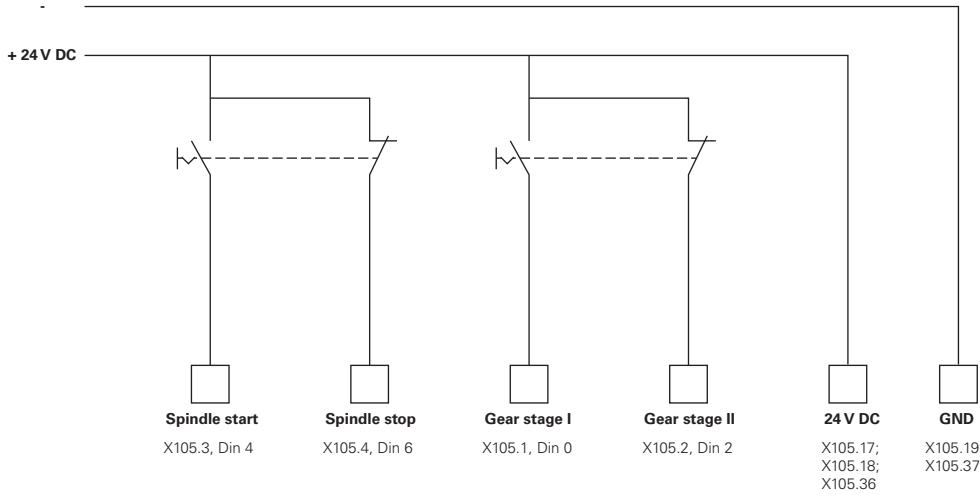 -
+ 24 V DC
Spindle start
Spindle stop
Gear stage I
Gear stage II
24 V DC
GND
X105.3, Din 4
X105.4, Din 6
X105.1, Din 0
X105.2, Din 2
X105.17;
X105.18;
X105.36
X105.19
X105.37